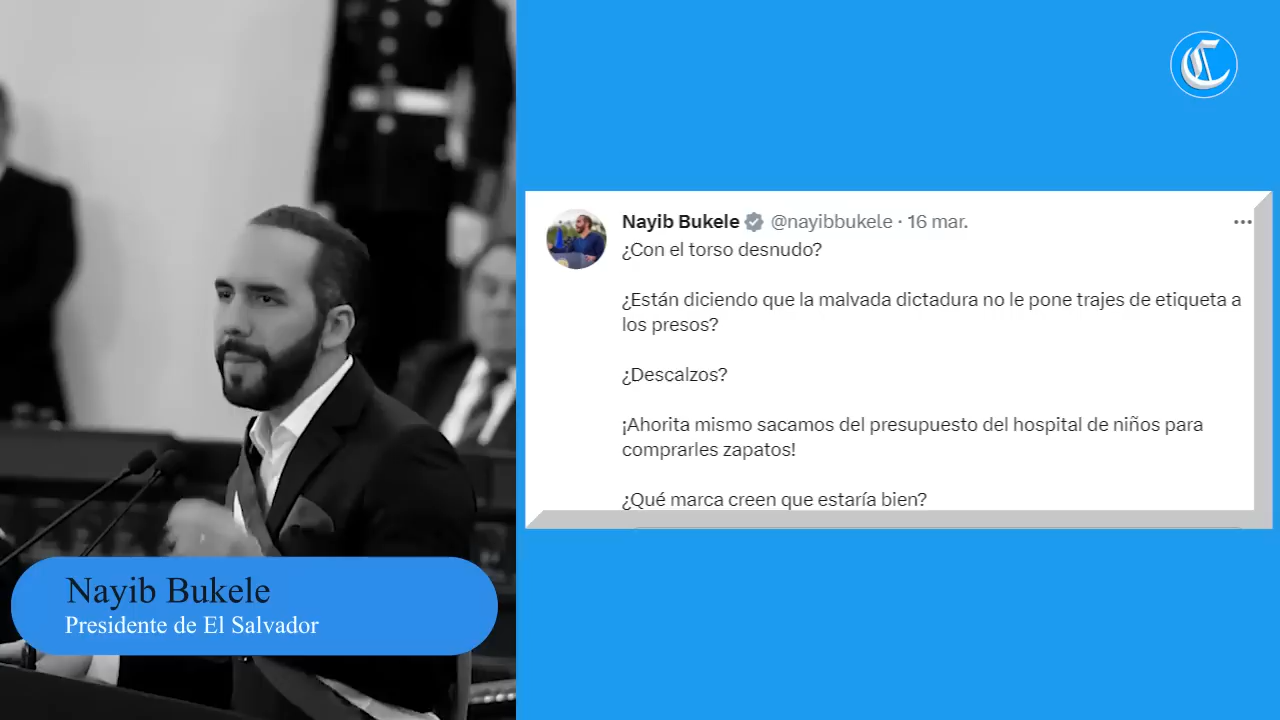 Nayib Bukele @nayibbukele · 16 mar.
¿Con el torso desnudo?
¿Están diciendo que la malvada dictadura no le pone trajes de etiqueta a
los presos?
¿Descalzos?
¡Ahorita mismo sacamos del presupuesto del hospital de niños para
comprarles zapatos!
¿Qué marca creen que estaría bien?
Nayib Bukele
Presidente de El Salvador
C